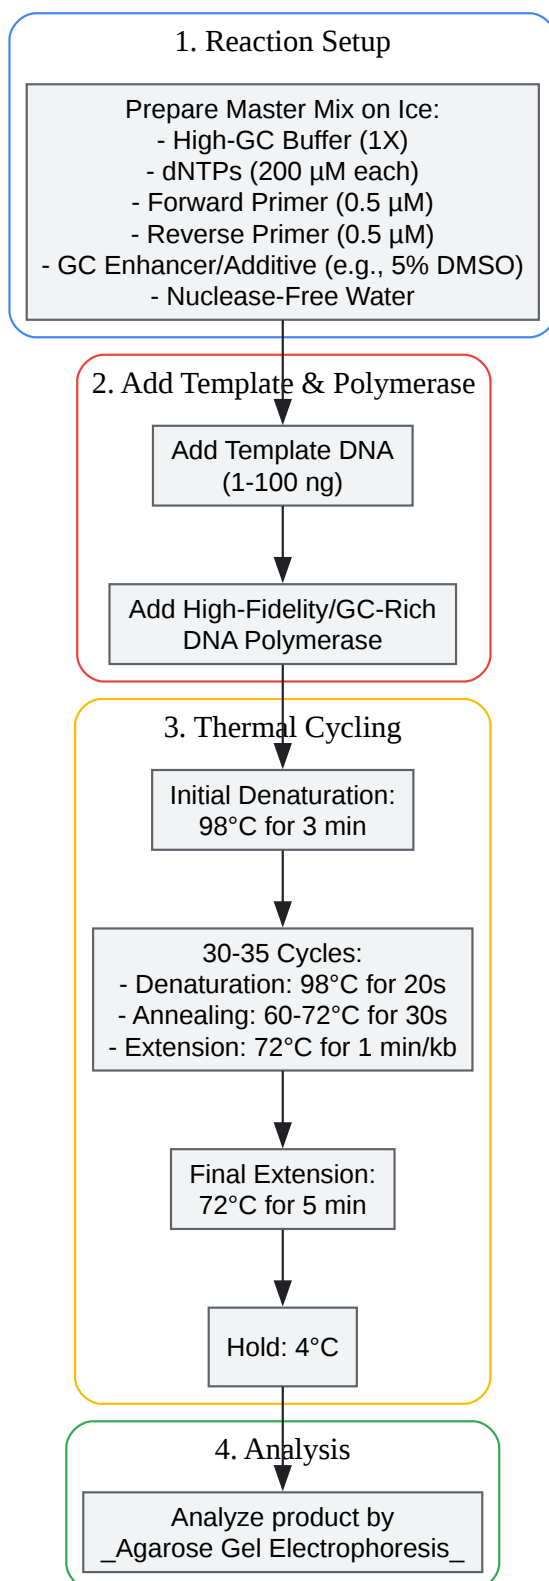 1. Reaction Setup
Prepare Master Mix on Ice:
- High-GC Buffer (1X)
- dNTPs (200 µM each)
- Forward Primer (0.5 µM)
- Reverse Primer (0.5 µM)
- GC Enhancer/Additive (e.g., 5% DMSO)
- Nuclease-Free Water
2. Add Template & Polymerase
Add Template DNA
(1-100 ng)
Add High-Fidelity/GC-Rich
DNA Polymerase
3. Thermal Cycling
Initial Denaturation:
98°C for 3 min
30-35 Cycles:
- Denaturation: 98°C for 20s
- Annealing: 60-72°C for 30s
- Extension: 72°C for 1 min/kb
Final Extension:
72°C for 5 min
Hold: 4°C
4. Analysis
Analyze product by
_Agarose Gel Electrophoresis_